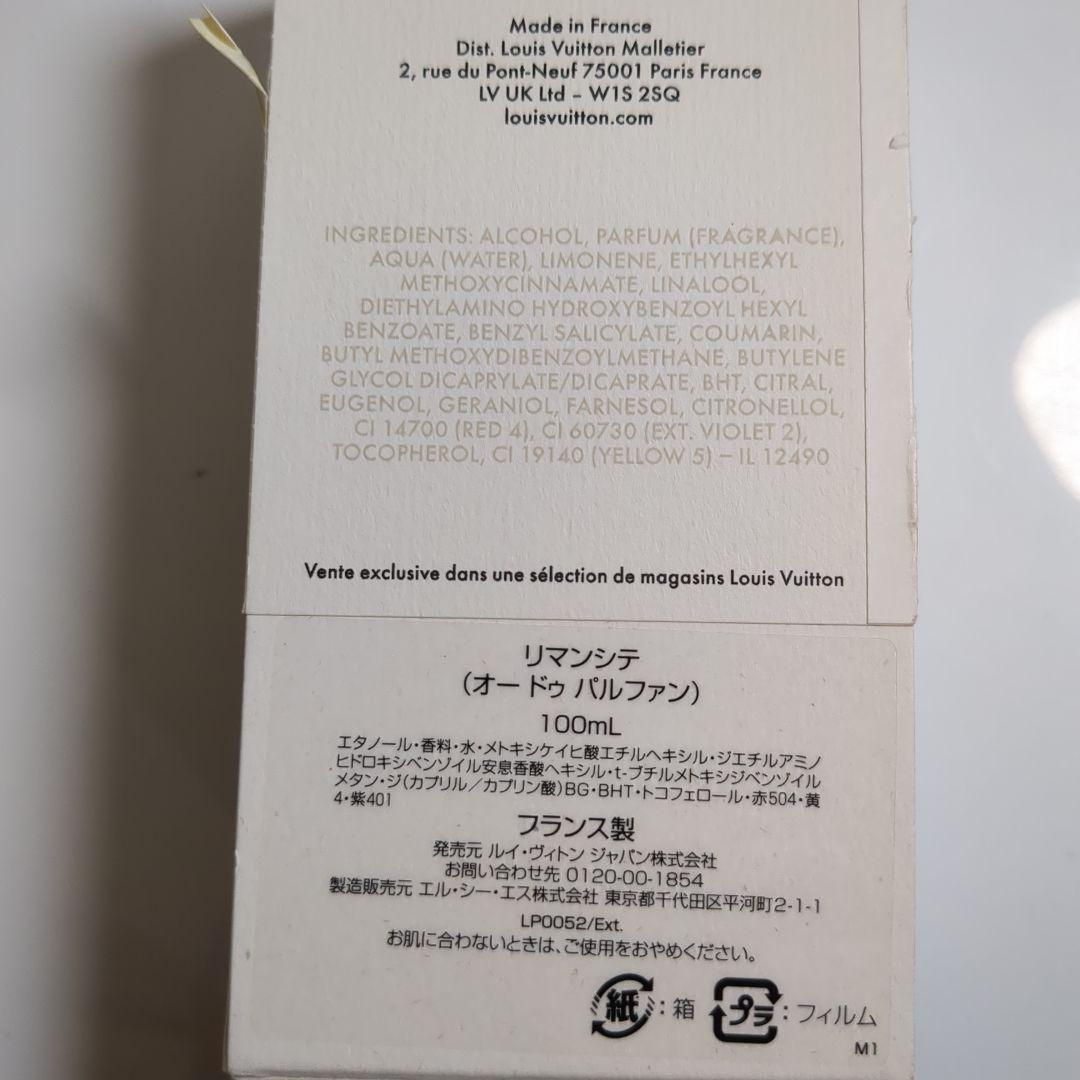 Made in France
Dist. Louis Vuitton Malletier
2, rue du Pont-Neuf 75001 Paris France
LV UK Ltd – W1S 2SQ
louisvuitton.com
INGREDIENTS: ALCOHOL, PARFUM (FRAGRANCE),
AQUA (WATER), LIMONENE, ETHYLHEXYL
METHOXYCINNAMATE, LINALOOL,
DIETHYLAMINO HYDROXYBENZOYL HEXYL
BENZOATE, BENZYL SALICYLATE, COUMARIN,
BUTYL METHOXYDIBENZOYLMETHANE, BUTYLENE
GLYCOL DICAPRYLATE/DICAPRATE, BHT, CITRAL,
EUGENOL, GERANIOL, FARNESOL, CITRONELLOL,
CI 14700 (RED 4), CI 60730 (EXT. VIOLET 2),
TOCOPHEROL, CI 19140 (YELLOW 5) – IL 12490
Vente exclusive dans une sélection de magasins Louis Vuitton
リマンシテ
(オー ドゥ パルファン)
100mL
エタノール・香料・水・メトキシケイヒ酸エチルヘキシル・ジエチルアミノ
ヒドロキシベンゾイル安息香酸ヘキシル・t-ブチルメトキシジベンゾイル
メタン・ジ(カプリル/カプリン酸)BG・BHT・トコフェロール・赤504・黄
4・紫401
フランス製
発売元 ルイ・ヴィトン ジャパン株式会社
お問い合わせ先 0120-00-1854
製造販売元 エル・シー・エス株式会社 東京都千代田区平河町2-1-1
LP0052/Ext.
お肌に合わないときは、ご使用をおやめください。
紙:箱 プラ:フィルム
M1